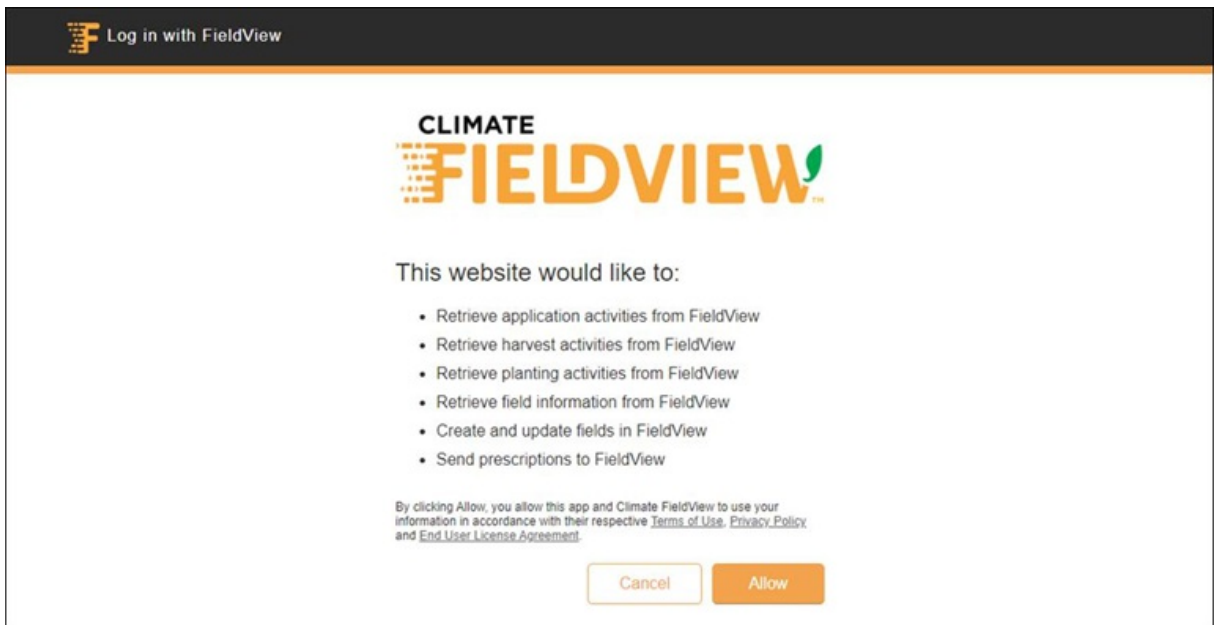 Log in with FieldView
CLIMATE
FIELDVIEW™
This website would like to:
• Retrieve application activities from FieldView
• Retrieve harvest activities from FieldView
• Retrieve planting activities from FieldView
• Retrieve field information from FieldView
• Create and update fields in FieldView
• Send prescriptions to FieldView
By clicking Allow, you allow this app and Climate FieldView to use your
information in accordance with their respective Terms of Use, Privacy Policy
and End User License Agreement.
Cancel Allow